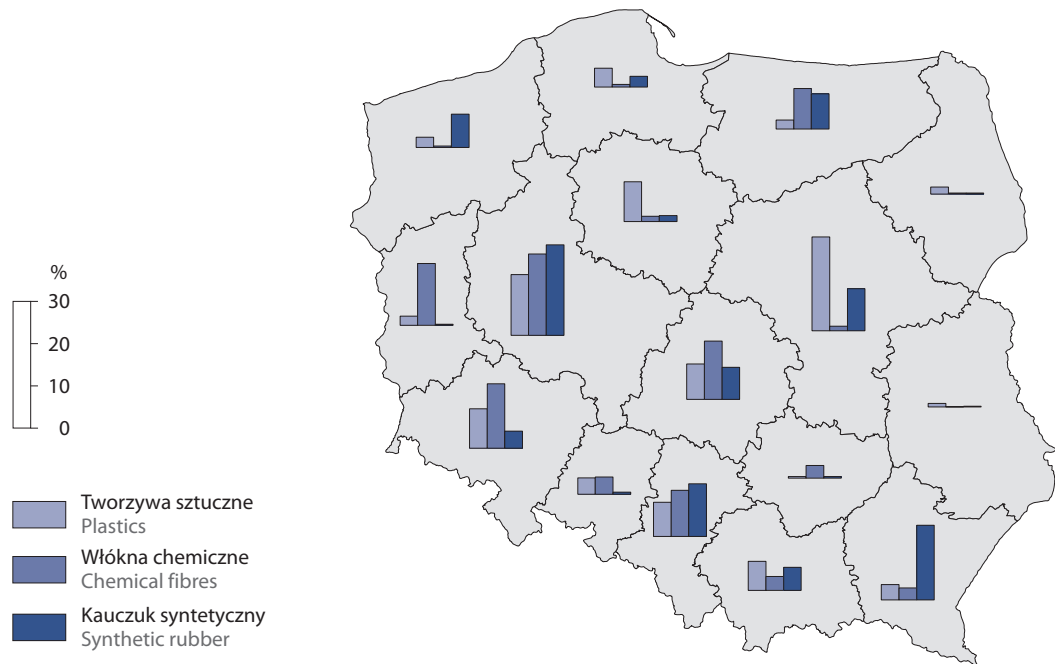 %
30
20
10
0
Tworzywa sztuczne
Plastics
Włókna chemiczne
Chemical fibres
Kauczuk syntetyczny
Synthetic rubber